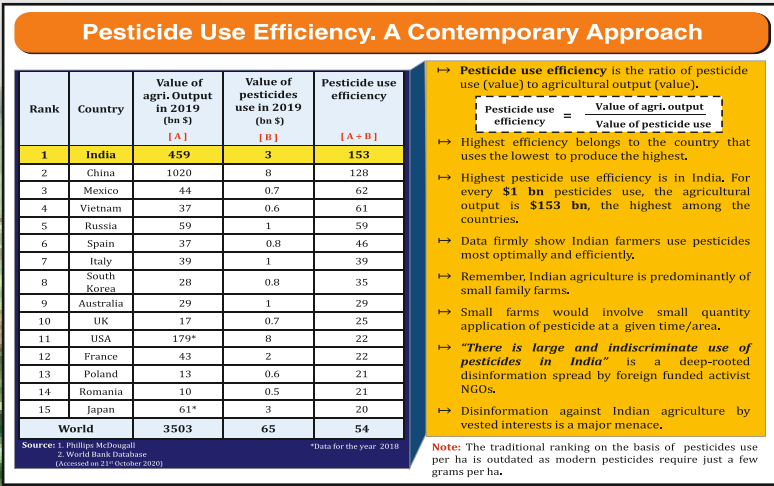 Pesticide Use Efficiency. A Contemporary Approach
Rank Country Value of agri. Output in 2019 (bn $) [ A ] Value of pesticides use in 2019 (bn $) [ B ] Pesticide use efficiency [ A ÷ B ]
1 India 459 3 153
2 China 1020 8 128
3 Mexico 44 0.7 62
4 Vietnam 37 0.6 61
5 Russia 59 1 59
6 Spain 37 0.8 46
7 Italy 39 1 39
8 South Korea 28 0.8 35
9 Australia 29 1 29
10 UK 17 0.7 25
11 USA 179* 8 22
12 France 43 2 22
13 Poland 13 0.6 21
14 Romania 10 0.5 21
15 Japan 61* 3 20
World 3503 65 54
Source: 1. Phillips McDougall
2. World Bank Database
(Accessed on 21st October 2020)
*Data for the year 2018
↦ Pesticide use efficiency is the ratio of pesticide
use (value) to agricultural output (value).
Pesticide use efficiency = Value of agri. output / Value of pesticide use
↦ Highest efficiency belongs to the country that
uses the lowest to produce the highest.
↦ Highest pesticide use efficiency is in India. For
every $1 bn pesticides use, the agricultural
output is $153 bn, the highest among the
countries.
↦ Data firmly show Indian farmers use pesticides
most optimally and efficiently.
↦ Remember, Indian agriculture is predominantly of
small family farms.
↦ Small farms would involve small quantity
application of pesticide at a given time/area.
↦ “There is large and indiscriminate use of
pesticides in India” is a deep-rooted
disinformation spread by foreign funded activist
NGOs.
↦ Disinformation against Indian agriculture by
vested interests is a major menace.
Note: The traditional ranking on the basis of pesticides use
per ha is outdated as modern pesticides require just a few
grams per ha.